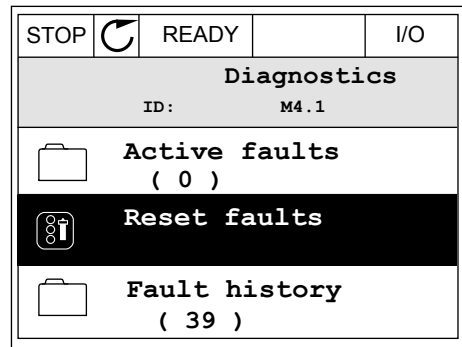 STOP READY I/O
Diagnostics
ID: M4.1
Active faults
( 0 )
Reset faults
Fault history
( 39 )